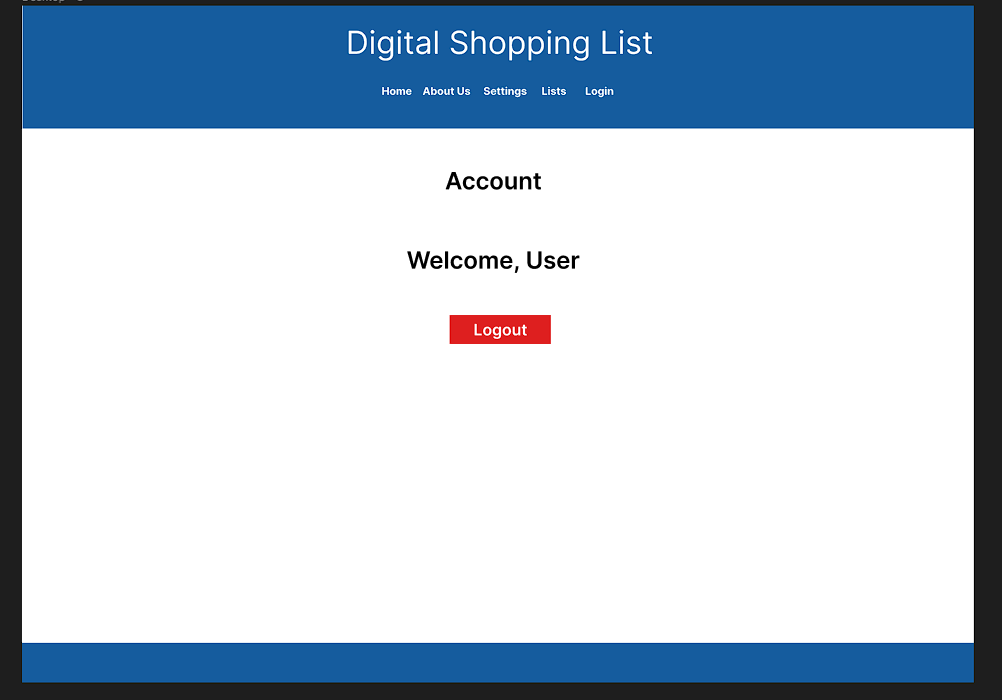 Digital Shopping List
Home About Us Settings Lists Login
Account
Welcome, User
Logout